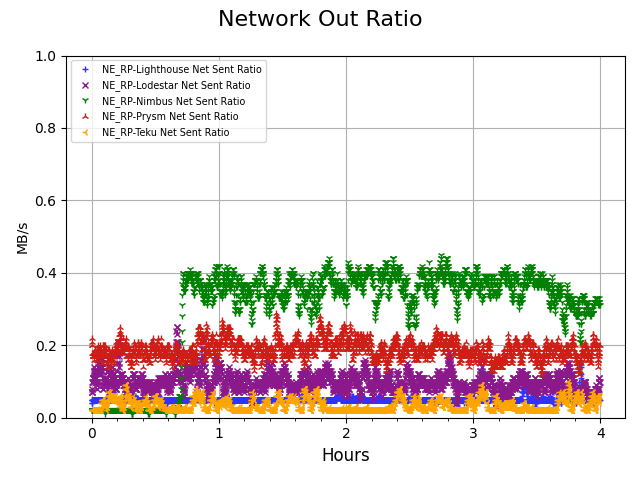 Network Out Ratio
1.0
0.8
0.6
0.4
0.2
0.0
MB/s
NE_RP-Lighthouse Net Sent Ratio
NE_RP-Lodestar Net Sent Ratio
NE_RP-Nimbus Net Sent Ratio
NE_RP-Prysm Net Sent Ratio
NE_RP-Teku Net Sent Ratio
0 1 2 3 4
Hours